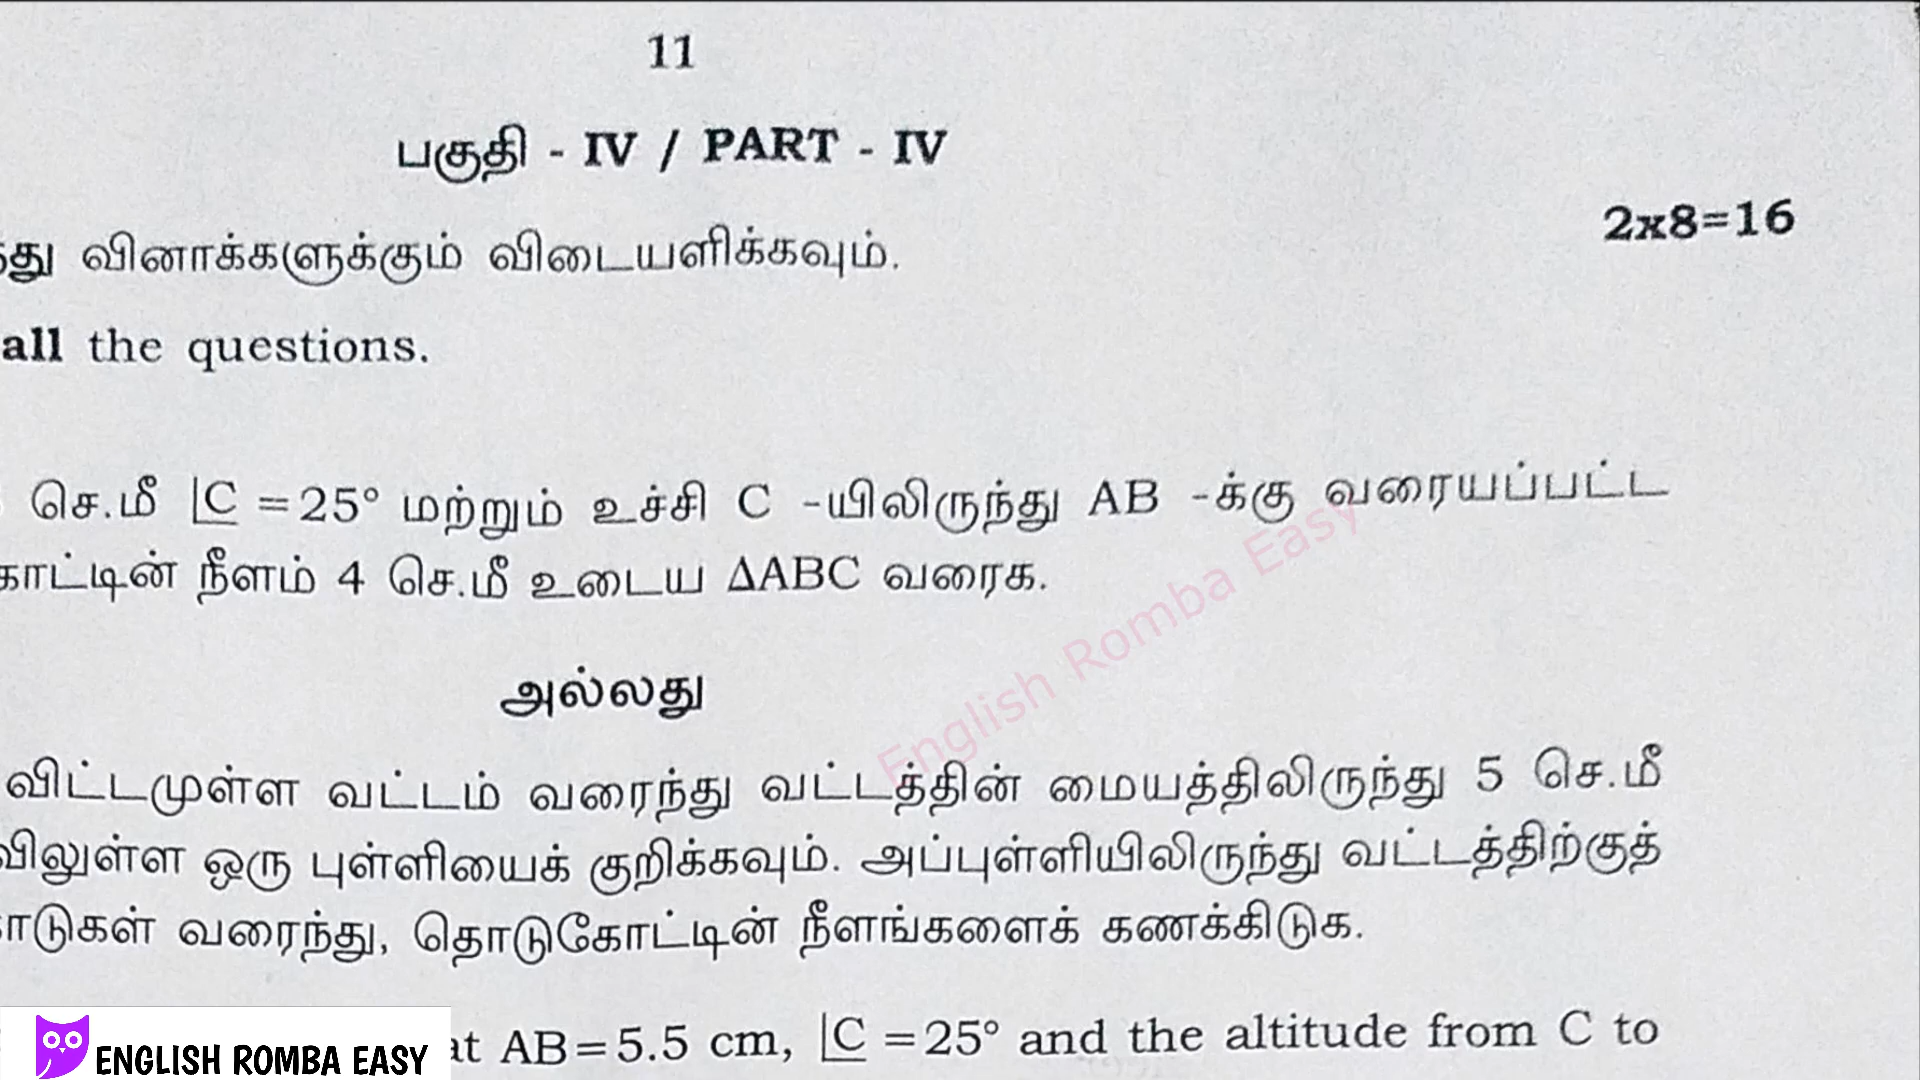 11
பகுதி - IV / PART - IV
2x8=16
வினாக்களுக்கும் விடையளிக்கவும்.
all the questions.
செ.மீ ∠C = 25° மற்றும் உச்சி C -யிலிருந்து AB -க்கு வரையப்பட்ட
நீளம் 4 செ.மீ உடைய ΔABC வரைக.
அல்லது
விட்டமுள்ள வட்டம் வரைந்து வட்டத்தின் மையத்திலிருந்து 5 செ.மீ
ஒரு புள்ளியைக் குறிக்கவும். அப்புள்ளியிலிருந்து வட்டத்திற்குத்
வரைந்து, தொடுகோட்டின் நீளங்களைக் கணக்கிடுக.
AB = 5.5 cm, ∠C = 25° and the altitude from C to
English Romba Easy
ENGLISH ROMBA EASY